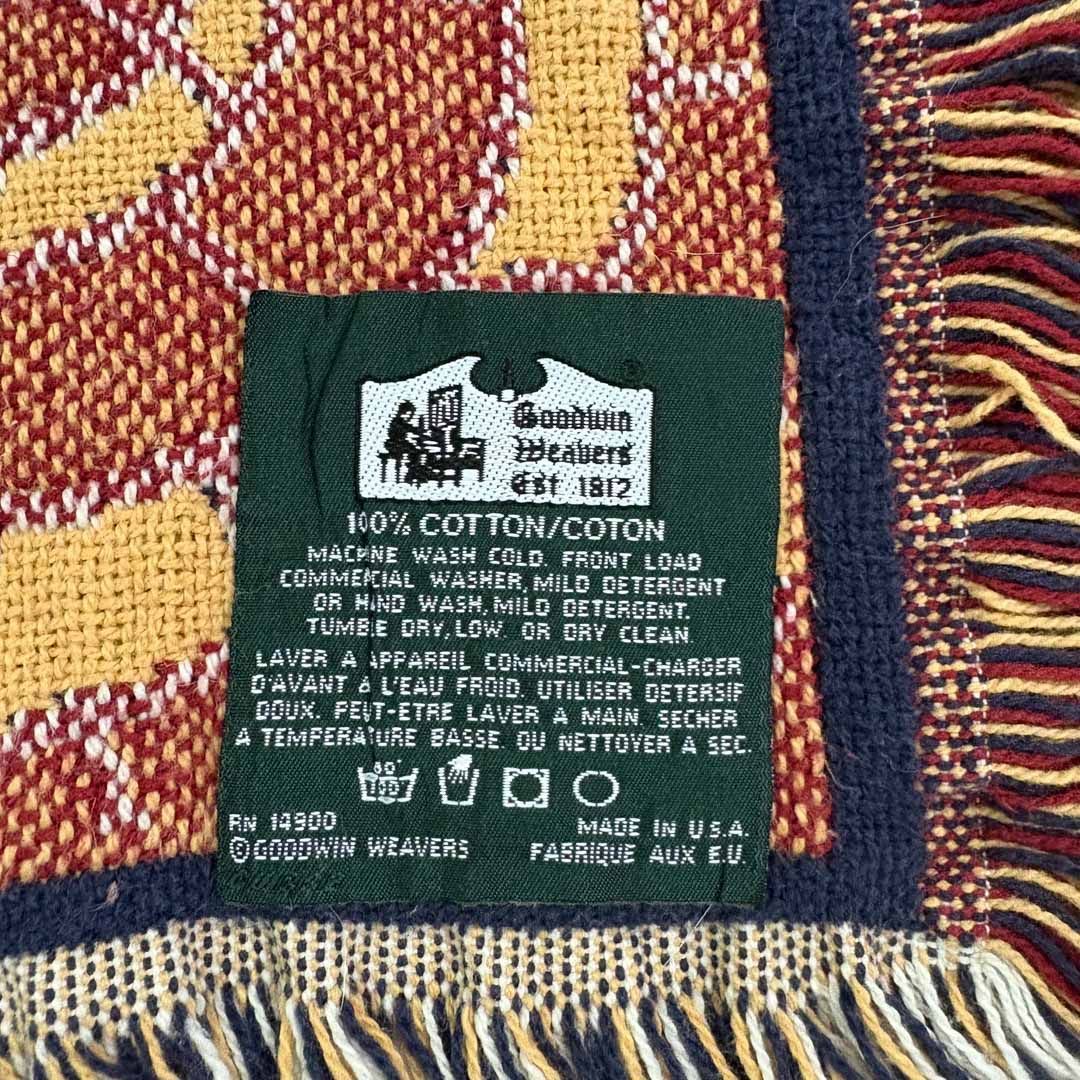 Goodwin
Weavers
Est. 1812
100% COTTON/COTON
MACHINE WASH COLD. FRONT LOAD
COMMERCIAL WASHER, MILD DETERGENT
OR HAND WASH, MILD DETERGENT.
TUMBLE DRY, LOW. OR DRY CLEAN.
LAVER A APPAREIL COMMERCIAL-CHARGER
D'AVANT à L'EAU FROID. UTILISER DETERSIF
DOUX. PEUT-ETRE LAVER A MAIN. SECHER
A TEMPERATURE BASSE. OU NETTOYER A SEC.
RN 14900
MADE IN U.S.A.
©GOODWIN WEAVERS
FABRIQUE AUX E.U.